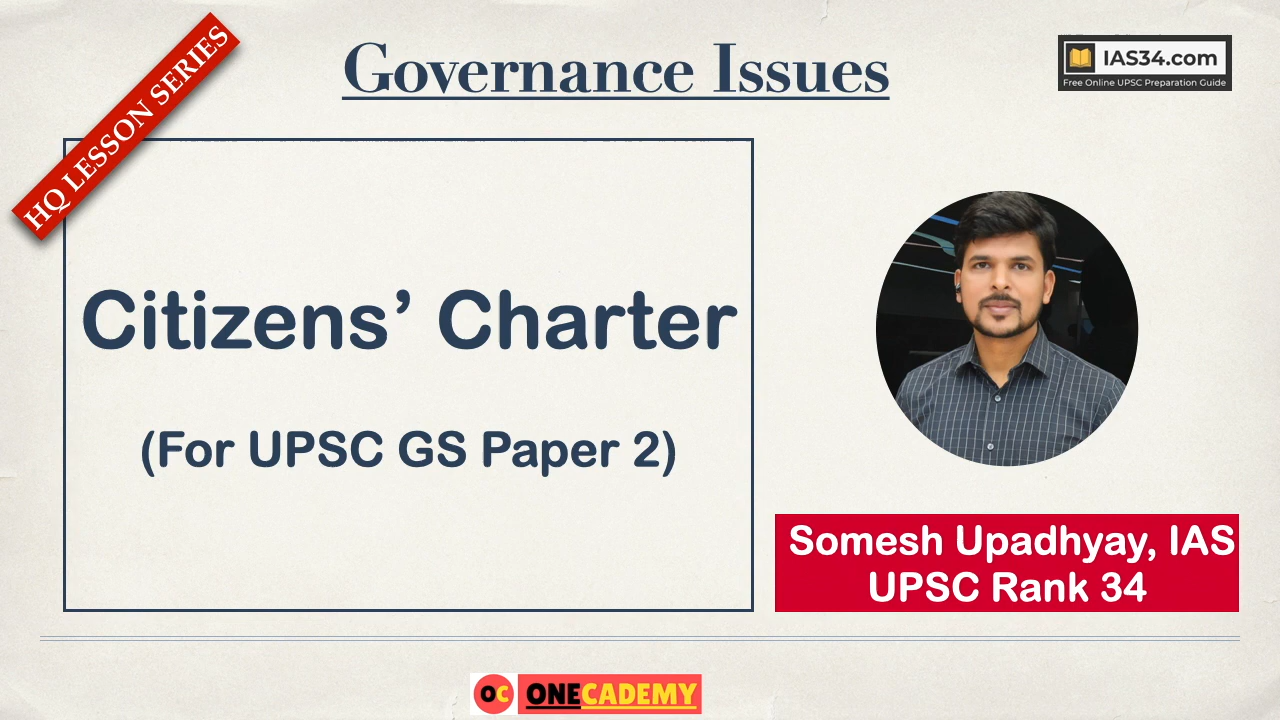 HQ LESSON SERIES
Governance Issues
IAS34.com
Free Online UPSC Preparation Guide
Citizens’ Charter
(For UPSC GS Paper 2)
Somesh Upadhyay, IAS
UPSC Rank 34
OC ONECADEMY